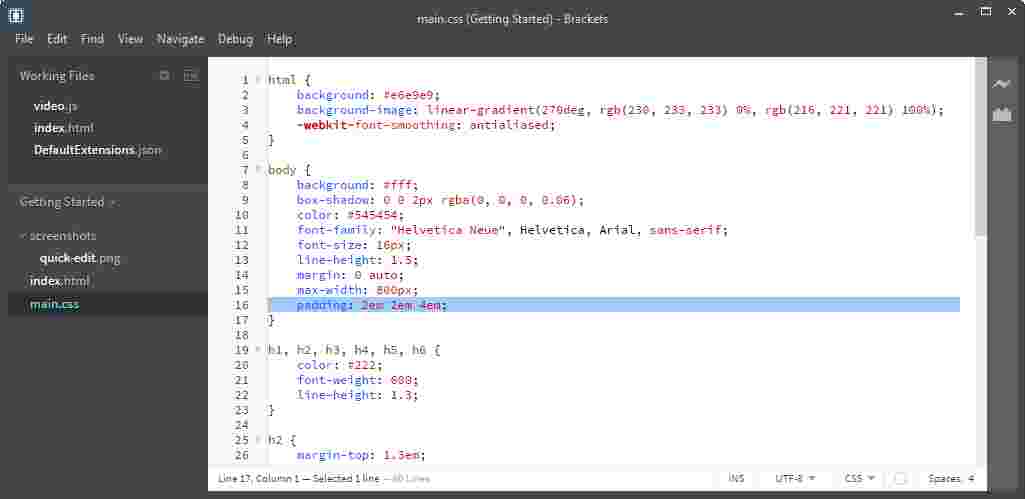 main.css (Getting Started) - Brackets
File Edit Find View Navigate Debug Help
Working Files
video.js
index.html
DefaultExtensions.json
Getting Started
screenshots
quick-edit.png
index.html
main.css
1 html {
2 background: #e6e9e9;
3 background-image: linear-gradient(270deg, rgb(230, 233, 233) 0%, rgb(216, 221, 221) 100%);
4 -webkit-font-smoothing: antialiased;
5 }
6
7 body {
8 background: #fff;
9 box-shadow: 0 0 2px rgba(0, 0, 0, 0.06);
10 color: #545454;
11 font-family: "Helvetica Neue", Helvetica, Arial, sans-serif;
12 font-size: 16px;
13 line-height: 1.5;
14 margin: 0 auto;
15 max-width: 800px;
16 padding: 2em 2em 4em;
17 }
18
19 h1, h2, h3, h4, h5, h6 {
20 color: #222;
21 font-weight: 600;
22 line-height: 1.3;
23 }
24
25 h2 {
26 margin-top: 1.3em;
Line 17, Column 1 — Selected 1 line — 60 Lines INS UTF-8 CSS Spaces: 4